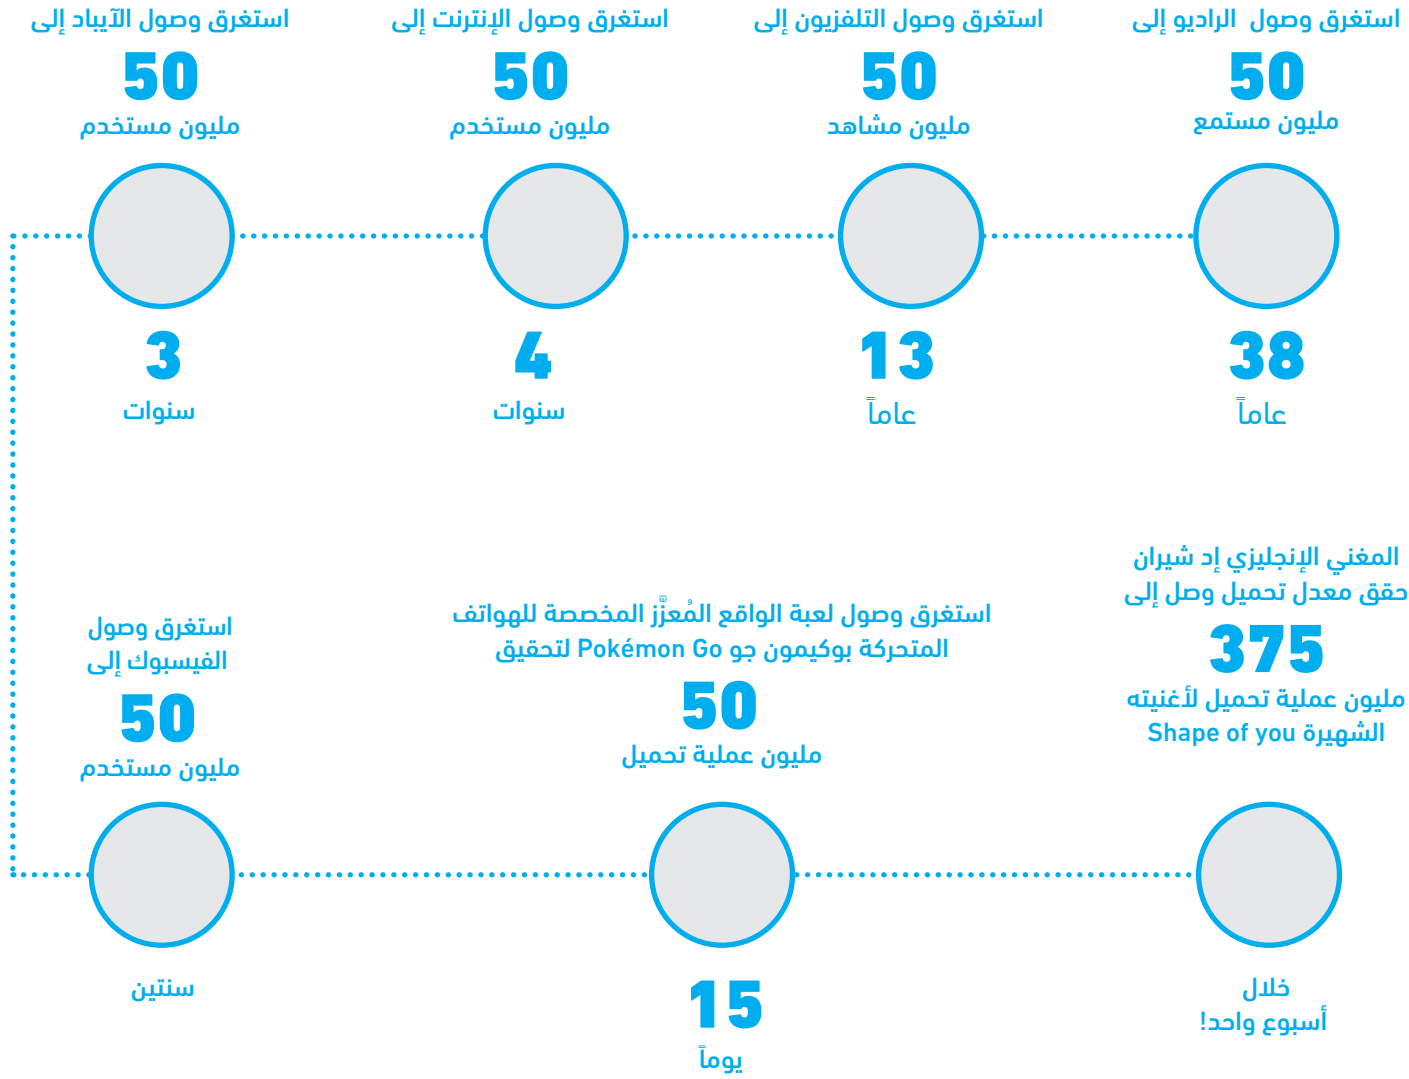 استغرق وصول الراديو إلى
50
مليون مستمع
38
عاماً
استغرق وصول التلفزيون إلى
50
مليون مشاهد
13
عاماً
استغرق وصول الإنترنت إلى
50
مليون مستخدم
4
سنوات
استغرق وصول الآيباد إلى
50
مليون مستخدم
3
سنوات
استغرق وصول
الفيسبوك إلى
50
مليون مستخدم
سنتين
استغرق وصول لعبة الواقع المُعزَّز المخصصة للهواتف
المتحركة بوكيمون جو Pokémon Go لتحقيق
50
مليون عملية تحميل
15
يوماً
المغني الإنجليزي إد شيران
حقق معدل تحميل وصل إلى
375
مليون عملية تحميل لأغنيته
الشهيرة Shape of you
خلال
أسبوع واحد!